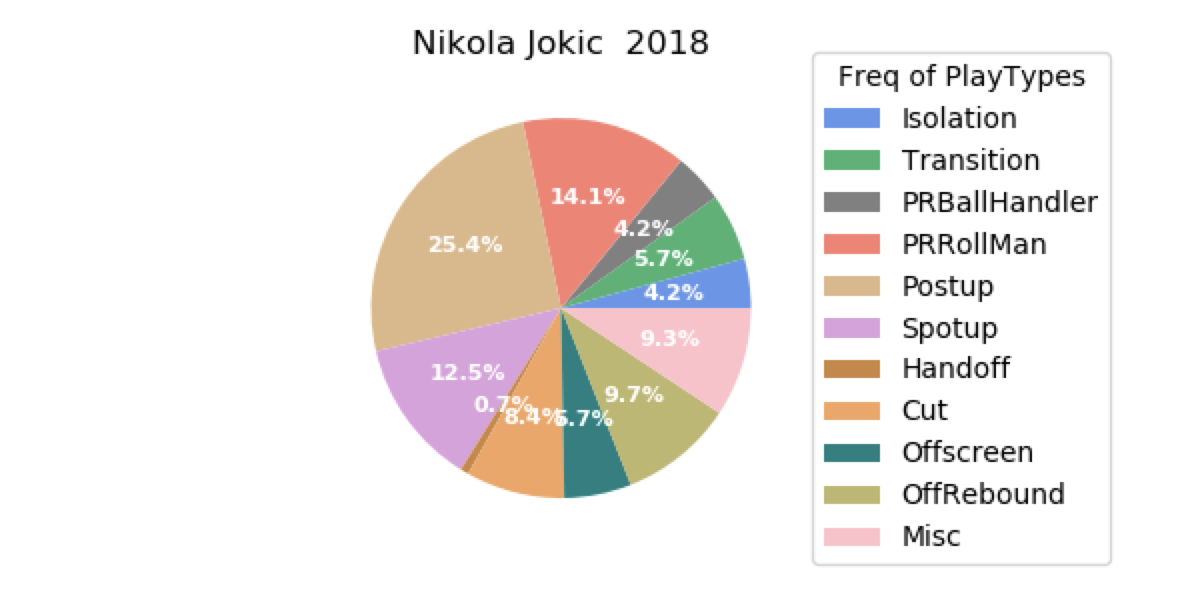 Nikola Jokic  2018
Freq of PlayTypes
Isolation
Transition
PRBallHandler
PRRollMan
Postup
Spotup
Handoff
Cut
Offscreen
OffRebound
Misc
14.1%
4.2%
25.4%
5.7%
4.2%
9.3%
12.5%
9.7%
0.7%
8.4%
5.7%